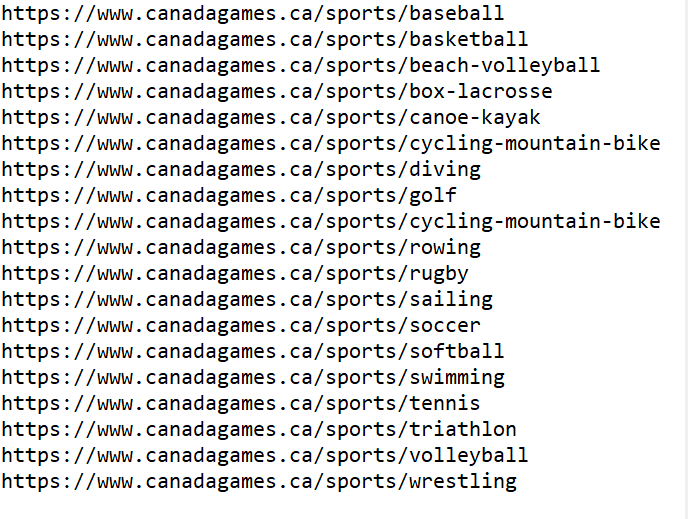 https://www.canadagames.ca/sports/baseball
https://www.canadagames.ca/sports/basketball
https://www.canadagames.ca/sports/beach-volleyball
https://www.canadagames.ca/sports/box-lacrosse
https://www.canadagames.ca/sports/canoe-kayak
https://www.canadagames.ca/sports/cycling-mountain-bike
https://www.canadagames.ca/sports/diving
https://www.canadagames.ca/sports/golf
https://www.canadagames.ca/sports/cycling-mountain-bike
https://www.canadagames.ca/sports/rowing
https://www.canadagames.ca/sports/rugby
https://www.canadagames.ca/sports/sailing
https://www.canadagames.ca/sports/soccer
https://www.canadagames.ca/sports/softball
https://www.canadagames.ca/sports/swimming
https://www.canadagames.ca/sports/tennis
https://www.canadagames.ca/sports/triathlon
https://www.canadagames.ca/sports/volleyball
https://www.canadagames.ca/sports/wrestling